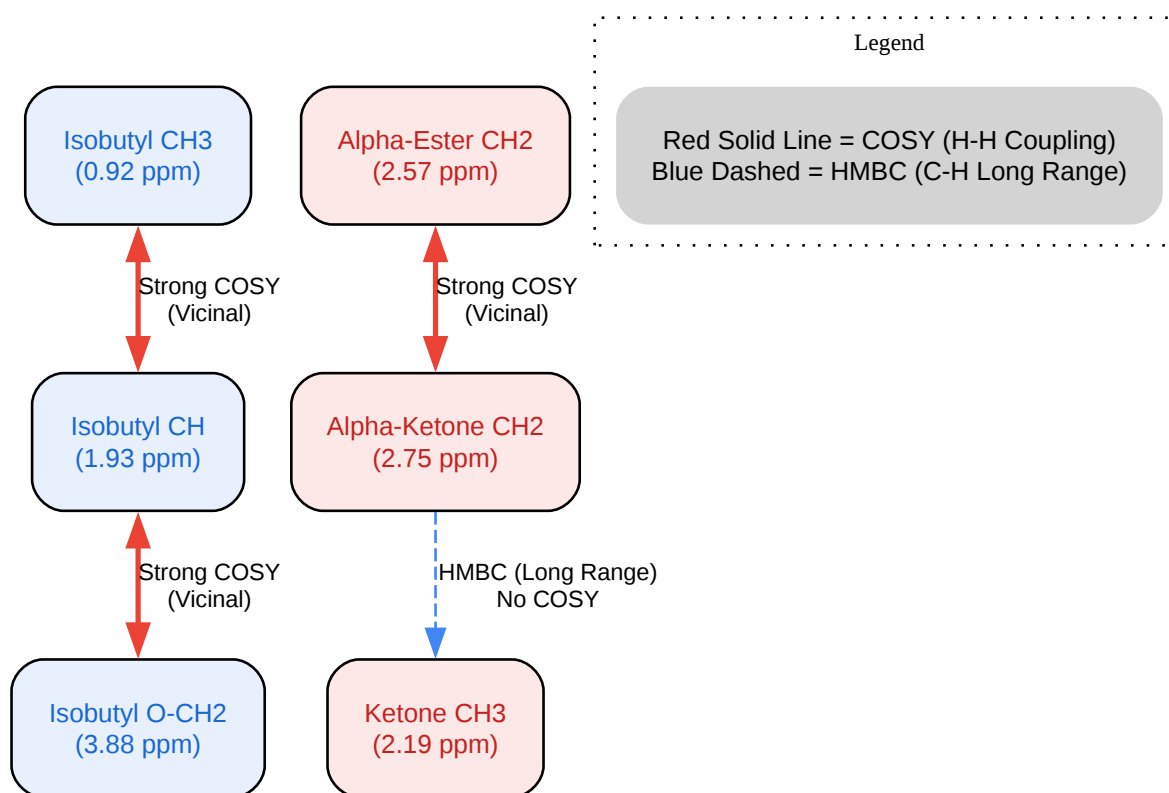 Legend
Isobutyl CH3
(0.92 ppm)
Alpha-Ester CH2
(2.57 ppm)
Red Solid Line = COSY (H-H Coupling)
Blue Dashed = HMBC (C-H Long Range)
Strong COSY
(Vicinal)
Strong COSY
(Vicinal)
Isobutyl CH
(1.93 ppm)
Alpha-Ketone CH2
(2.75 ppm)
Strong COSY
(Vicinal)
HMBC (Long Range)
No COSY
Isobutyl O-CH2
(3.88 ppm)
Ketone CH3
(2.19 ppm)